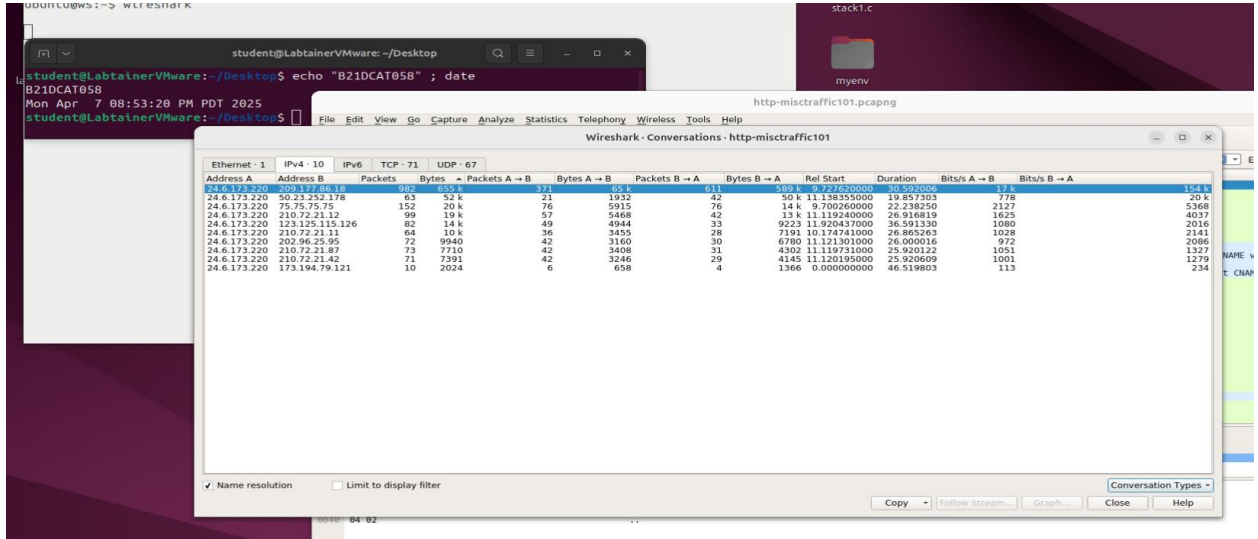 ubuntu@ws:~$ wireshark
stack1.c
myenv
student@LabtainerVMware: ~/Desktop
student@LabtainerVMware:~/Desktop$ echo "B21DCAT058" ; date
B21DCAT058
Mon Apr 7 08:53:20 PM PDT 2025
student@LabtainerVMware:~/Desktop$
http-misctraffic101.pcapng
File Edit View Go Capture Analyze Statistics Telephony Wireless Tools Help
Wireshark · Conversations · http-misctraffic101
Ethernet · 1 IPv4 · 10 IPv6 TCP · 71 UDP · 67
Address A Address B Packets Bytes Packets A → B Bytes A → B Packets B → A Bytes B → A Rel Start Duration Bits/s A → B Bits/s B → A
24.6.173.220 209.177.86.18 982 655 k 371 65 k 611 589 k 9.727620000 30.592006 17 k 154 k
24.6.173.220 50.23.252.178 63 52 k 21 1932 42 50 k 11.138355000 19.857303 778 20 k
24.6.173.220 75.75.75.75 152 20 k 76 5915 76 14 k 9.700260000 22.238250 2127 5368
24.6.173.220 210.72.21.12 99 19 k 57 5468 42 13 k 11.119240000 26.916819 1625 4037
24.6.173.220 123.125.115.126 82 14 k 49 4944 33 9223 11.920437000 36.591330 1080 2016
24.6.173.220 210.72.21.11 64 10 k 36 3455 28 7191 10.174741000 26.865263 1028 2141
24.6.173.220 202.96.25.95 72 9940 42 3160 30 6780 11.121301000 26.000016 972 2086
24.6.173.220 210.72.21.87 73 7710 42 3408 31 4302 11.119731000 25.920122 1051 1327
24.6.173.220 210.72.21.42 71 7391 42 3246 29 4145 11.120195000 25.920609 1001 1279
24.6.173.220 173.194.79.121 10 2024 6 658 4 1366 0.000000000 46.519803 113 234
NAME
CNAM
Name resolution Limit to display filter Conversation Types
Copy Follow Stream... Graph... Close Help
0040 04 02 ..